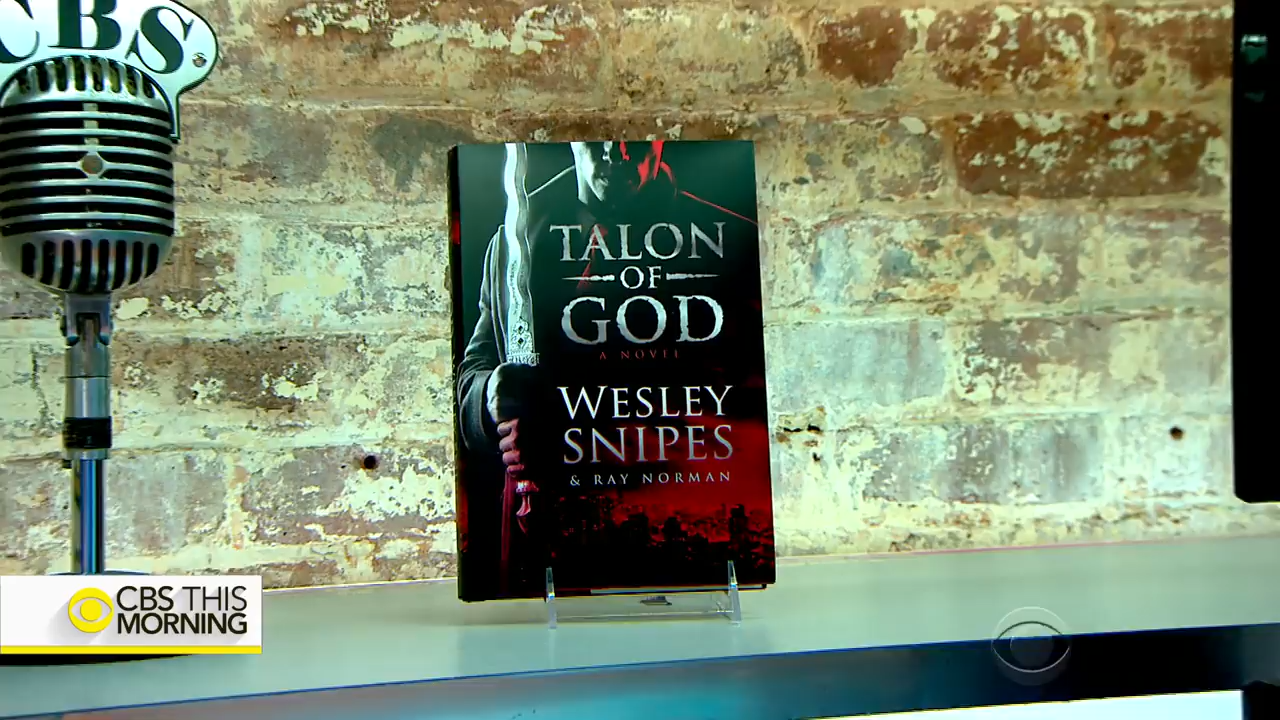 CBS.
TALON
OF
GOD
A NOVEL
WESLEY
SNIPES
& RAY NORMAN
CBS THIS
MORNING